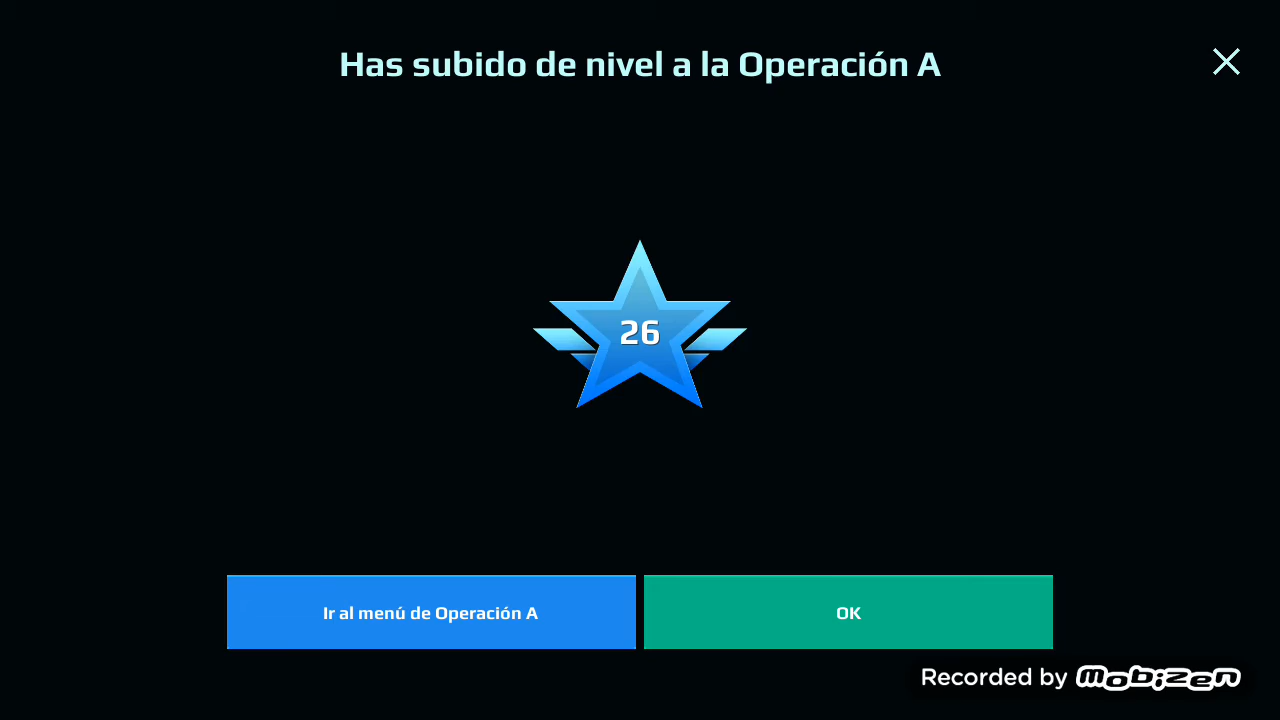 Has subido de nivel a la Operación A
26
Ir al menú de Operación A
OK
Recorded by mobizen